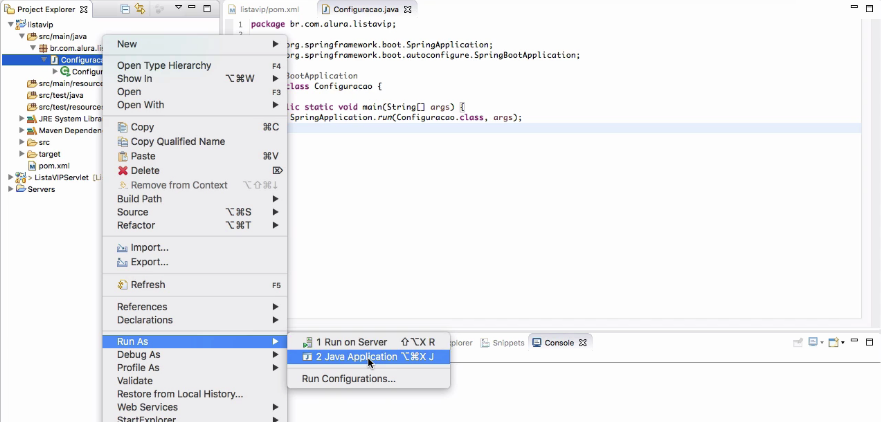 Project Explorer
listavip
src/main/java
br.com.alura.li
Configurac
Configur
src/main/resource
src/test/java
src/test/resource
JRE System Libra
Maven Depender
src
target
pom.xml
> ListaVIPServlet [Li
Servers
New
Open Type Hierarchy F4
Show In ⌥⌘W
Open F3
Open With
Copy ⌘C
Copy Qualified Name
Paste ⌘V
Delete ⌦
Remove from Context ⌥⇧⌘↓
Build Path
Source ⌥⌘S
Refactor ⌥⌘T
Import...
Export...
Refresh F5
References
Declarations
Run As
Debug As
Profile As
Validate
Restore from Local History...
Web Services
StartExplorer
1 Run on Server ⇧⌥X R
2 Java Application ⌥⌘X J
Run Configurations...
listavip/pom.xml
Configuracao.java
1 package br.com.alura.listavip;
2
org.springframework.boot.SpringApplication;
org.springframework.boot.autoconfigure.SpringBootApplication;
BootApplication
class Configuracao {
lic static void main(String[] args) {
SpringApplication.run(Configuracao.class, args);
xplorer
Snippets
Console